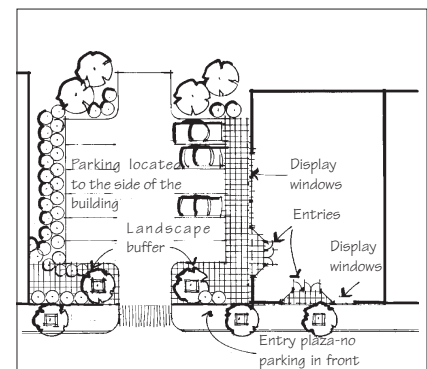 Parking located
to the side of the
building
Landscape
buffer
Display
windows
Entries
Display
windows
Entry plaza-no
parking in front